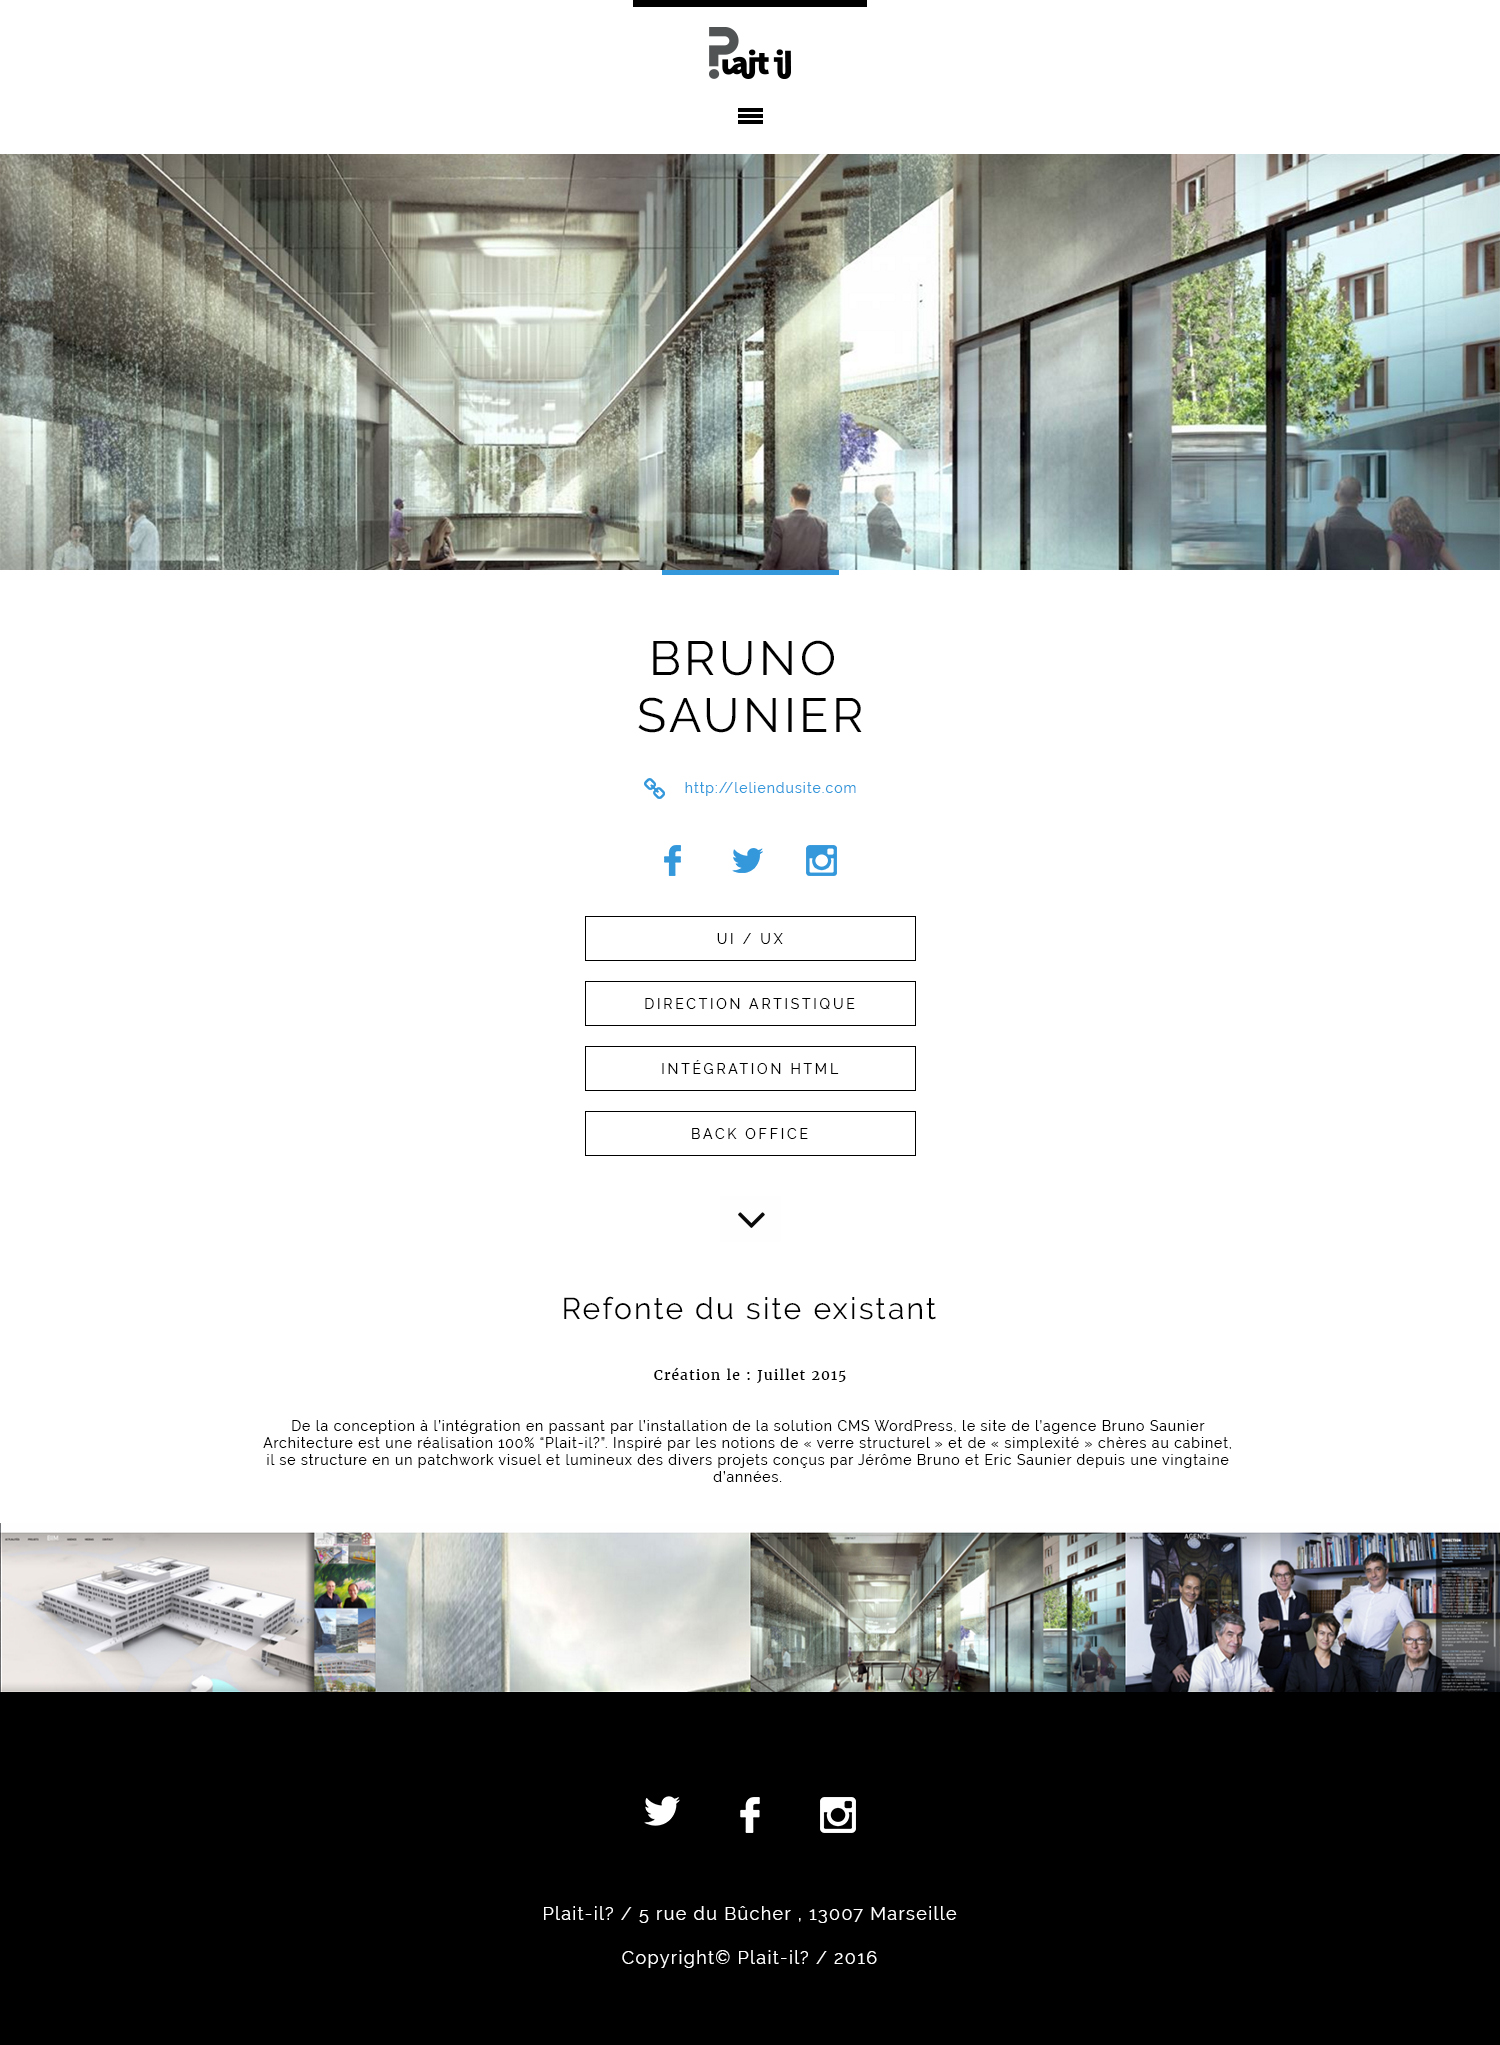 Plait il
BRUNO
SAUNIER
http://leliendusite.com
UI / UX
DIRECTION ARTISTIQUE
INTÉGRATION HTML
BACK OFFICE
Refonte du site existant
Création le : Juillet 2015
De la conception à l’intégration en passant par l’installation de la solution CMS WordPress, le site de l’agence Bruno Saunier
Architecture est une réalisation 100% “Plait-il?”. Inspiré par les notions de « verre structurel » et de « simplexité » chères au cabinet,
il se structure en un patchwork visuel et lumineux des divers projets conçus par Jérôme Bruno et Eric Saunier depuis une vingtaine
d’années.
AGENCE
Plait-il? / 5 rue du Bûcher , 13007 Marseille
Copyright© Plait-il? / 2016